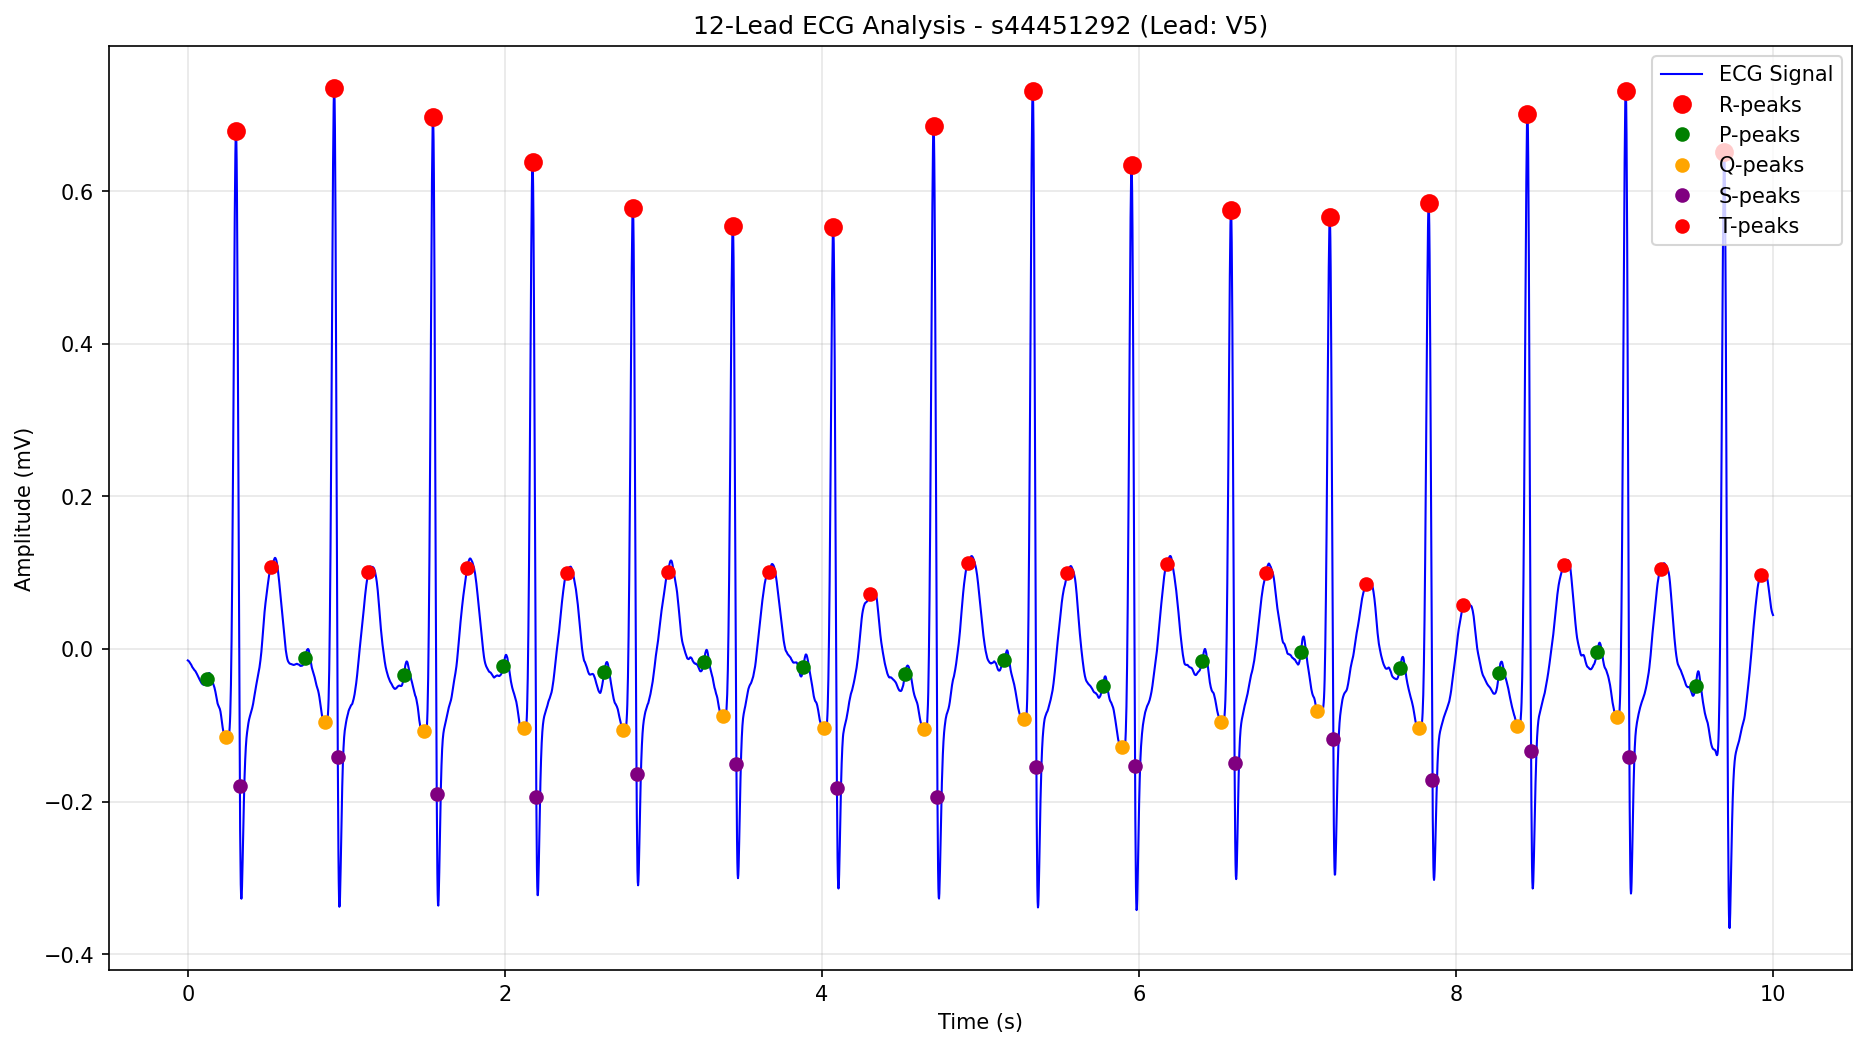 12-Lead ECG Analysis - s44451292 (Lead: V5)
ECG Signal
R-peaks
P-peaks
Q-peaks
S-peaks
T-peaks
Amplitude (mV)
0.6
0.4
0.2
0.0
−0.2
−0.4
0 2 4 6 8 10
Time (s)